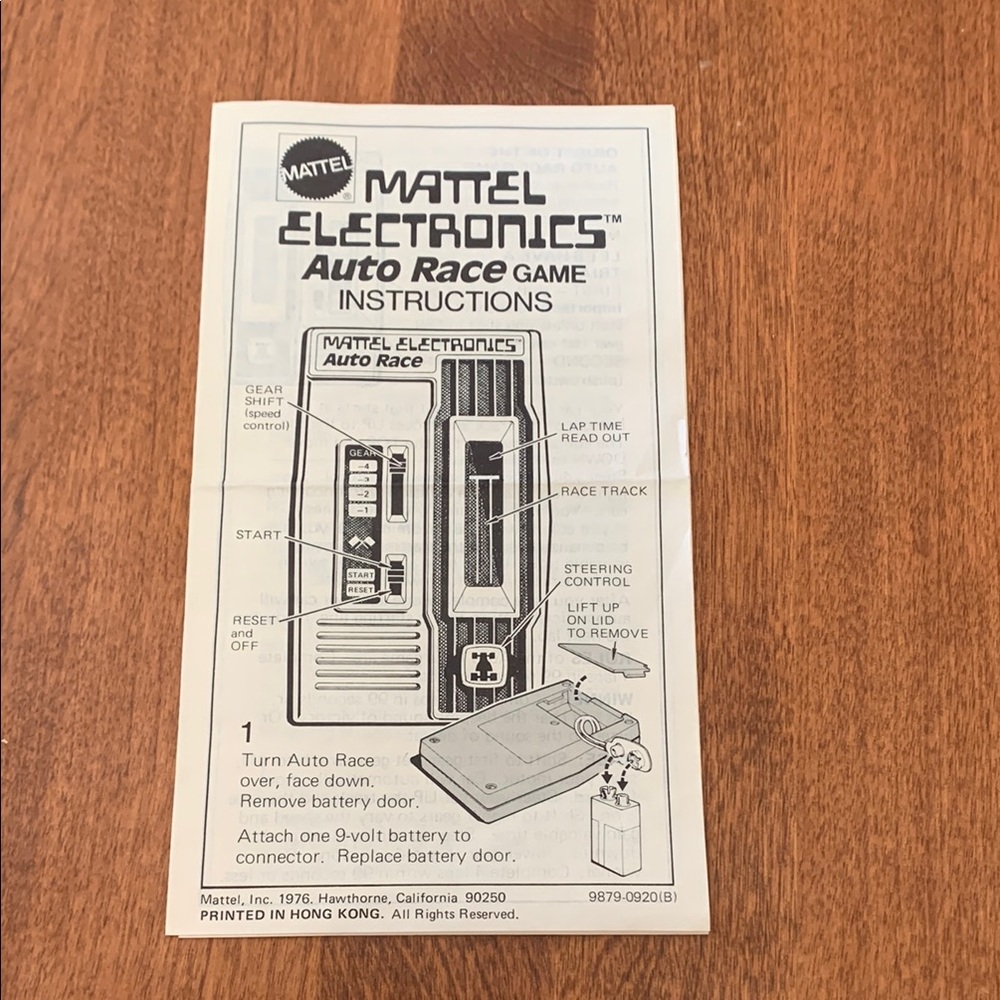 MATTEL
®
MATTEL
ELECTRONICS™
Auto Race GAME
INSTRUCTIONS
MATTEL ELECTRONICS™
Auto Race
GEAR
SHIFT
(speed
control)
LAP TIME
READ OUT
GEAR
–4
–3
–2
–1
RACE TRACK
START
STEERING
CONTROL
START
RESET
LIFT UP
ON LID
TO REMOVE
RESET
and
OFF
1
Turn Auto Race
over, face down.
Remove battery door.
Attach one 9-volt battery to
connector. Replace battery door.
Mattel, Inc. 1976. Hawthorne, California 90250
9879-0920(B)
PRINTED IN HONG KONG. All Rights Reserved.